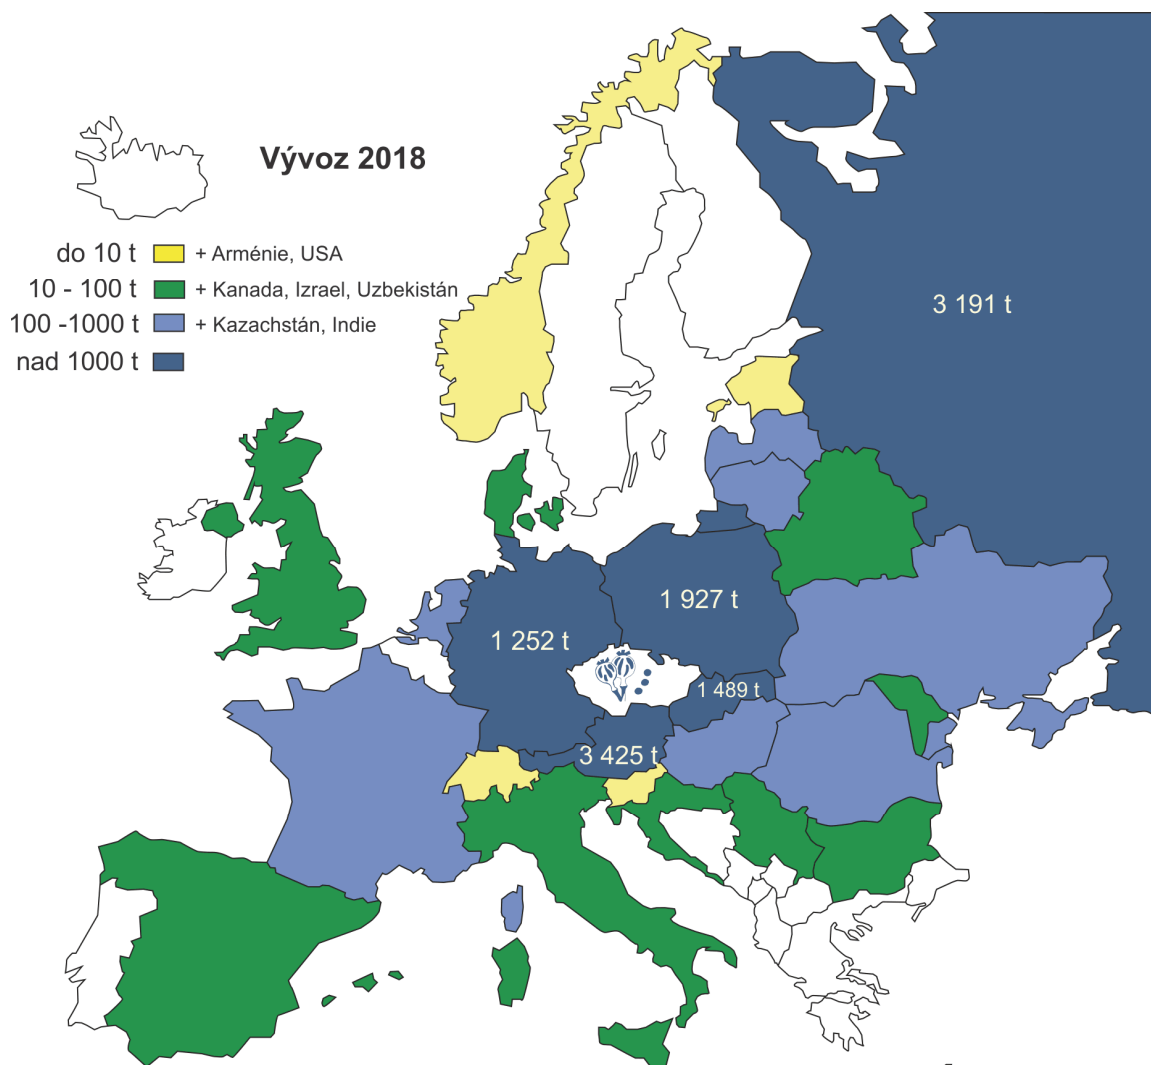 Vývoz 2018
do 10 t + Arménie, USA
10 - 100 t + Kanada, Izrael, Uzbekistán
100 -1000 t + Kazachstán, Indie
nad 1000 t
3 191 t
1 927 t
1 252 t
1 489 t
3 425 t